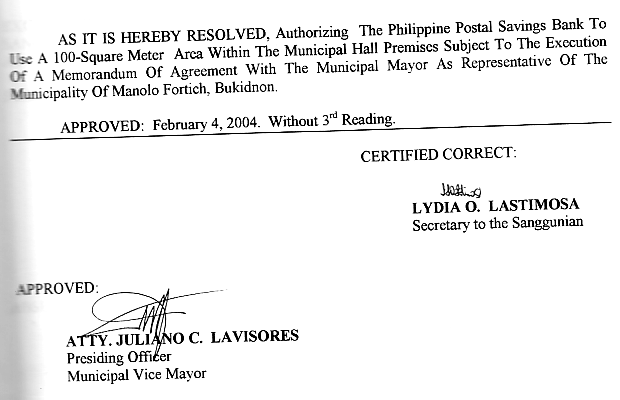 AS IT IS HEREBY RESOLVED, Authorizing The Philippine Postal Savings Bank To
Use A 100-Square Meter Area Within The Municipal Hall Premises Subject To The Execution
Of A Memorandum Of Agreement With The Municipal Mayor As Representative Of The
Municipality Of Manolo Fortich, Bukidnon.
APPROVED: February 4, 2004. Without 3rd Reading.
CERTIFIED CORRECT:
LYDIA O. LASTIMOSA
Secretary to the Sanggunian
APPROVED:
ATTY. JULIANO C. LAVISORES
Presiding Officer
Municipal Vice Mayor